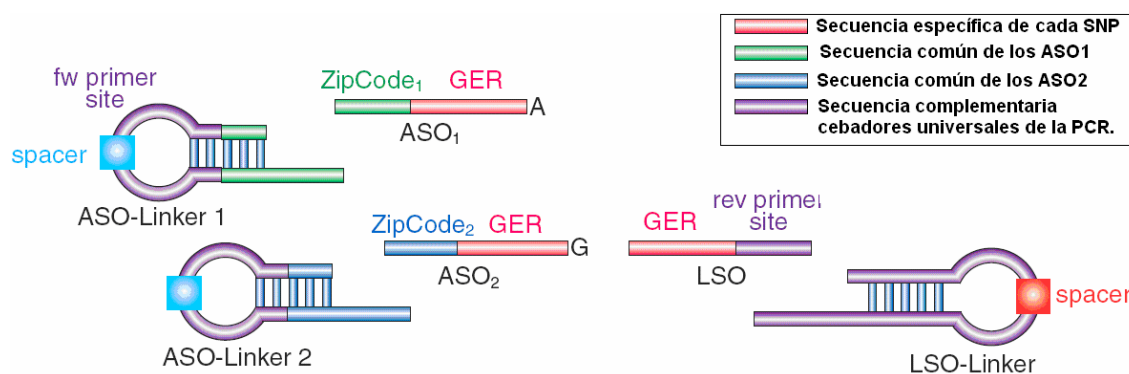 fw primer
site
spacer
ASO-Linker 1
ZipCode1 GER A
ASO1
Secuencia específica de cada SNP
Secuencia común de los ASO1
Secuencia común de los ASO2
Secuencia complementaria
cebadores universales de la PCR.
ZipCode2 GER G
ASO2
ASO-Linker 2
rev primer
GER site
LSO
spacer
LSO-Linker